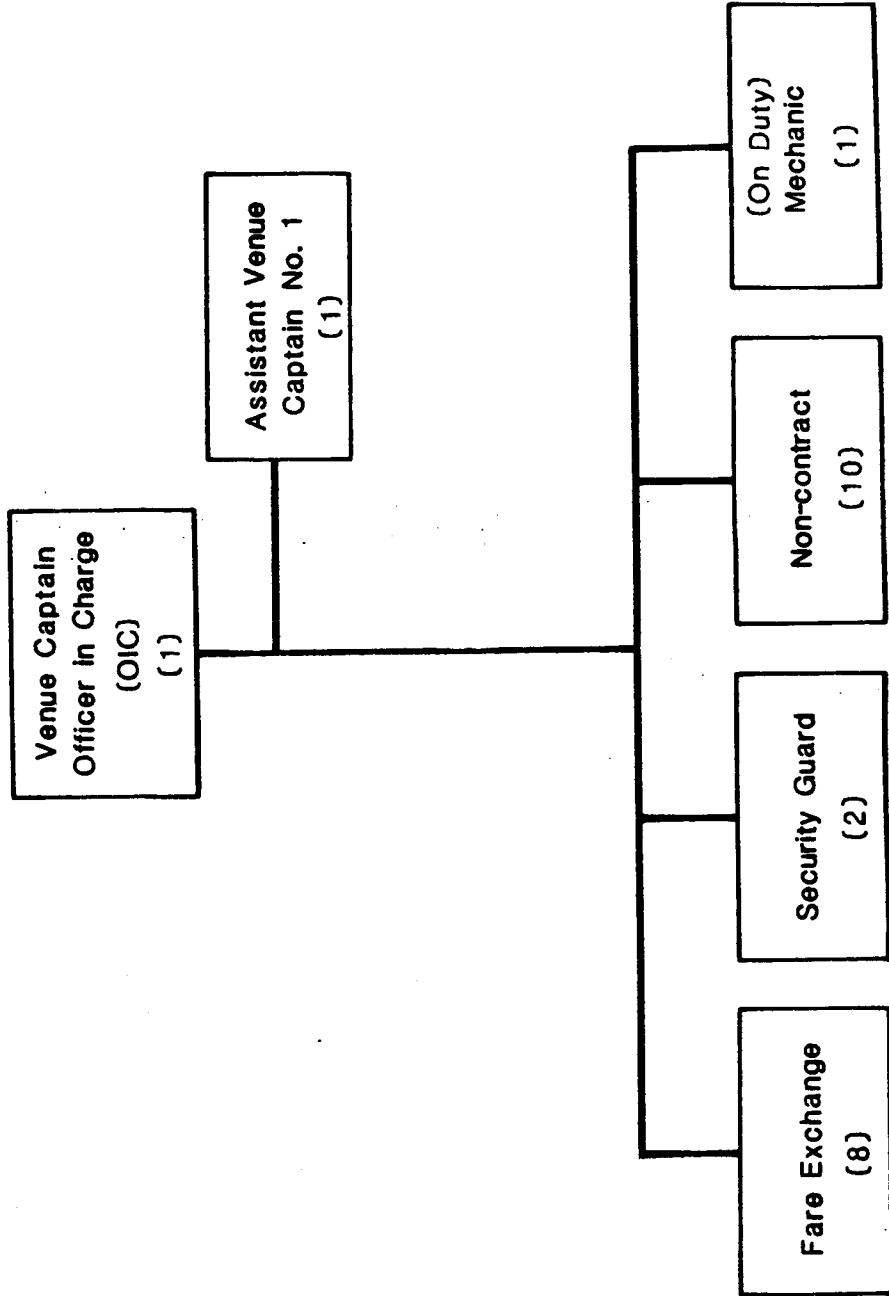 Venue Captain
Officer in Charge
(OIC)
(1)
Assistant Venue
Captain No. 1
(1)
Fare Exchange
(8)
Security Guard
(2)
Non-contract
(10)
(On Duty)
Mechanic
(1)